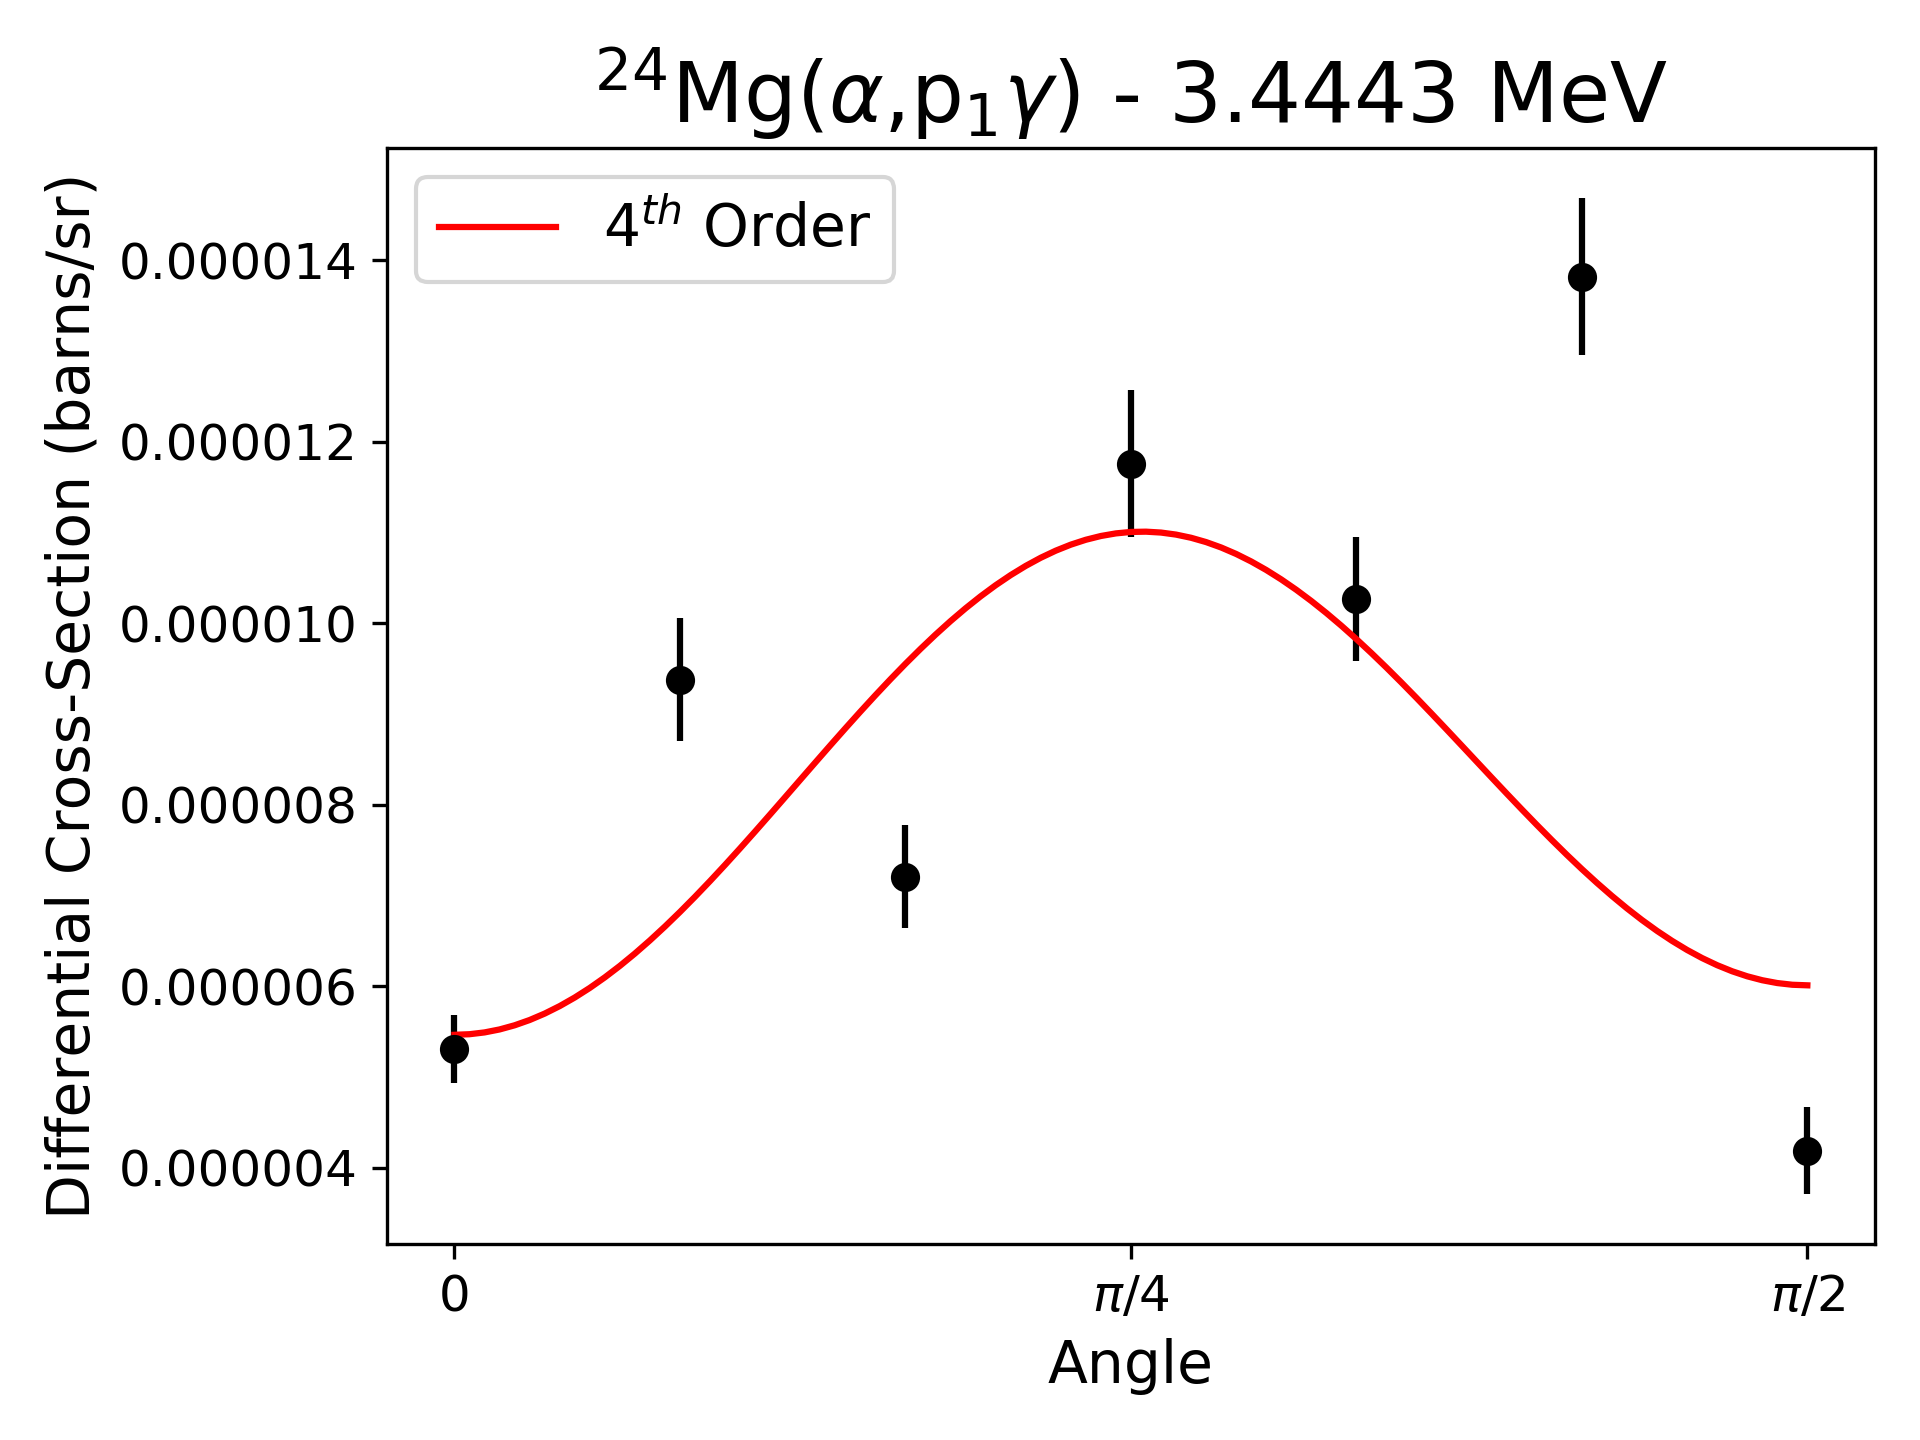 ²⁴Mg(α,p₁γ) - 3.4443 MeV
4ᵗʰ Order
Differential Cross-Section (barns/sr)
0.000014
0.000012
0.000010
0.000008
0.000006
0.000004
0
π/4
π/2
Angle